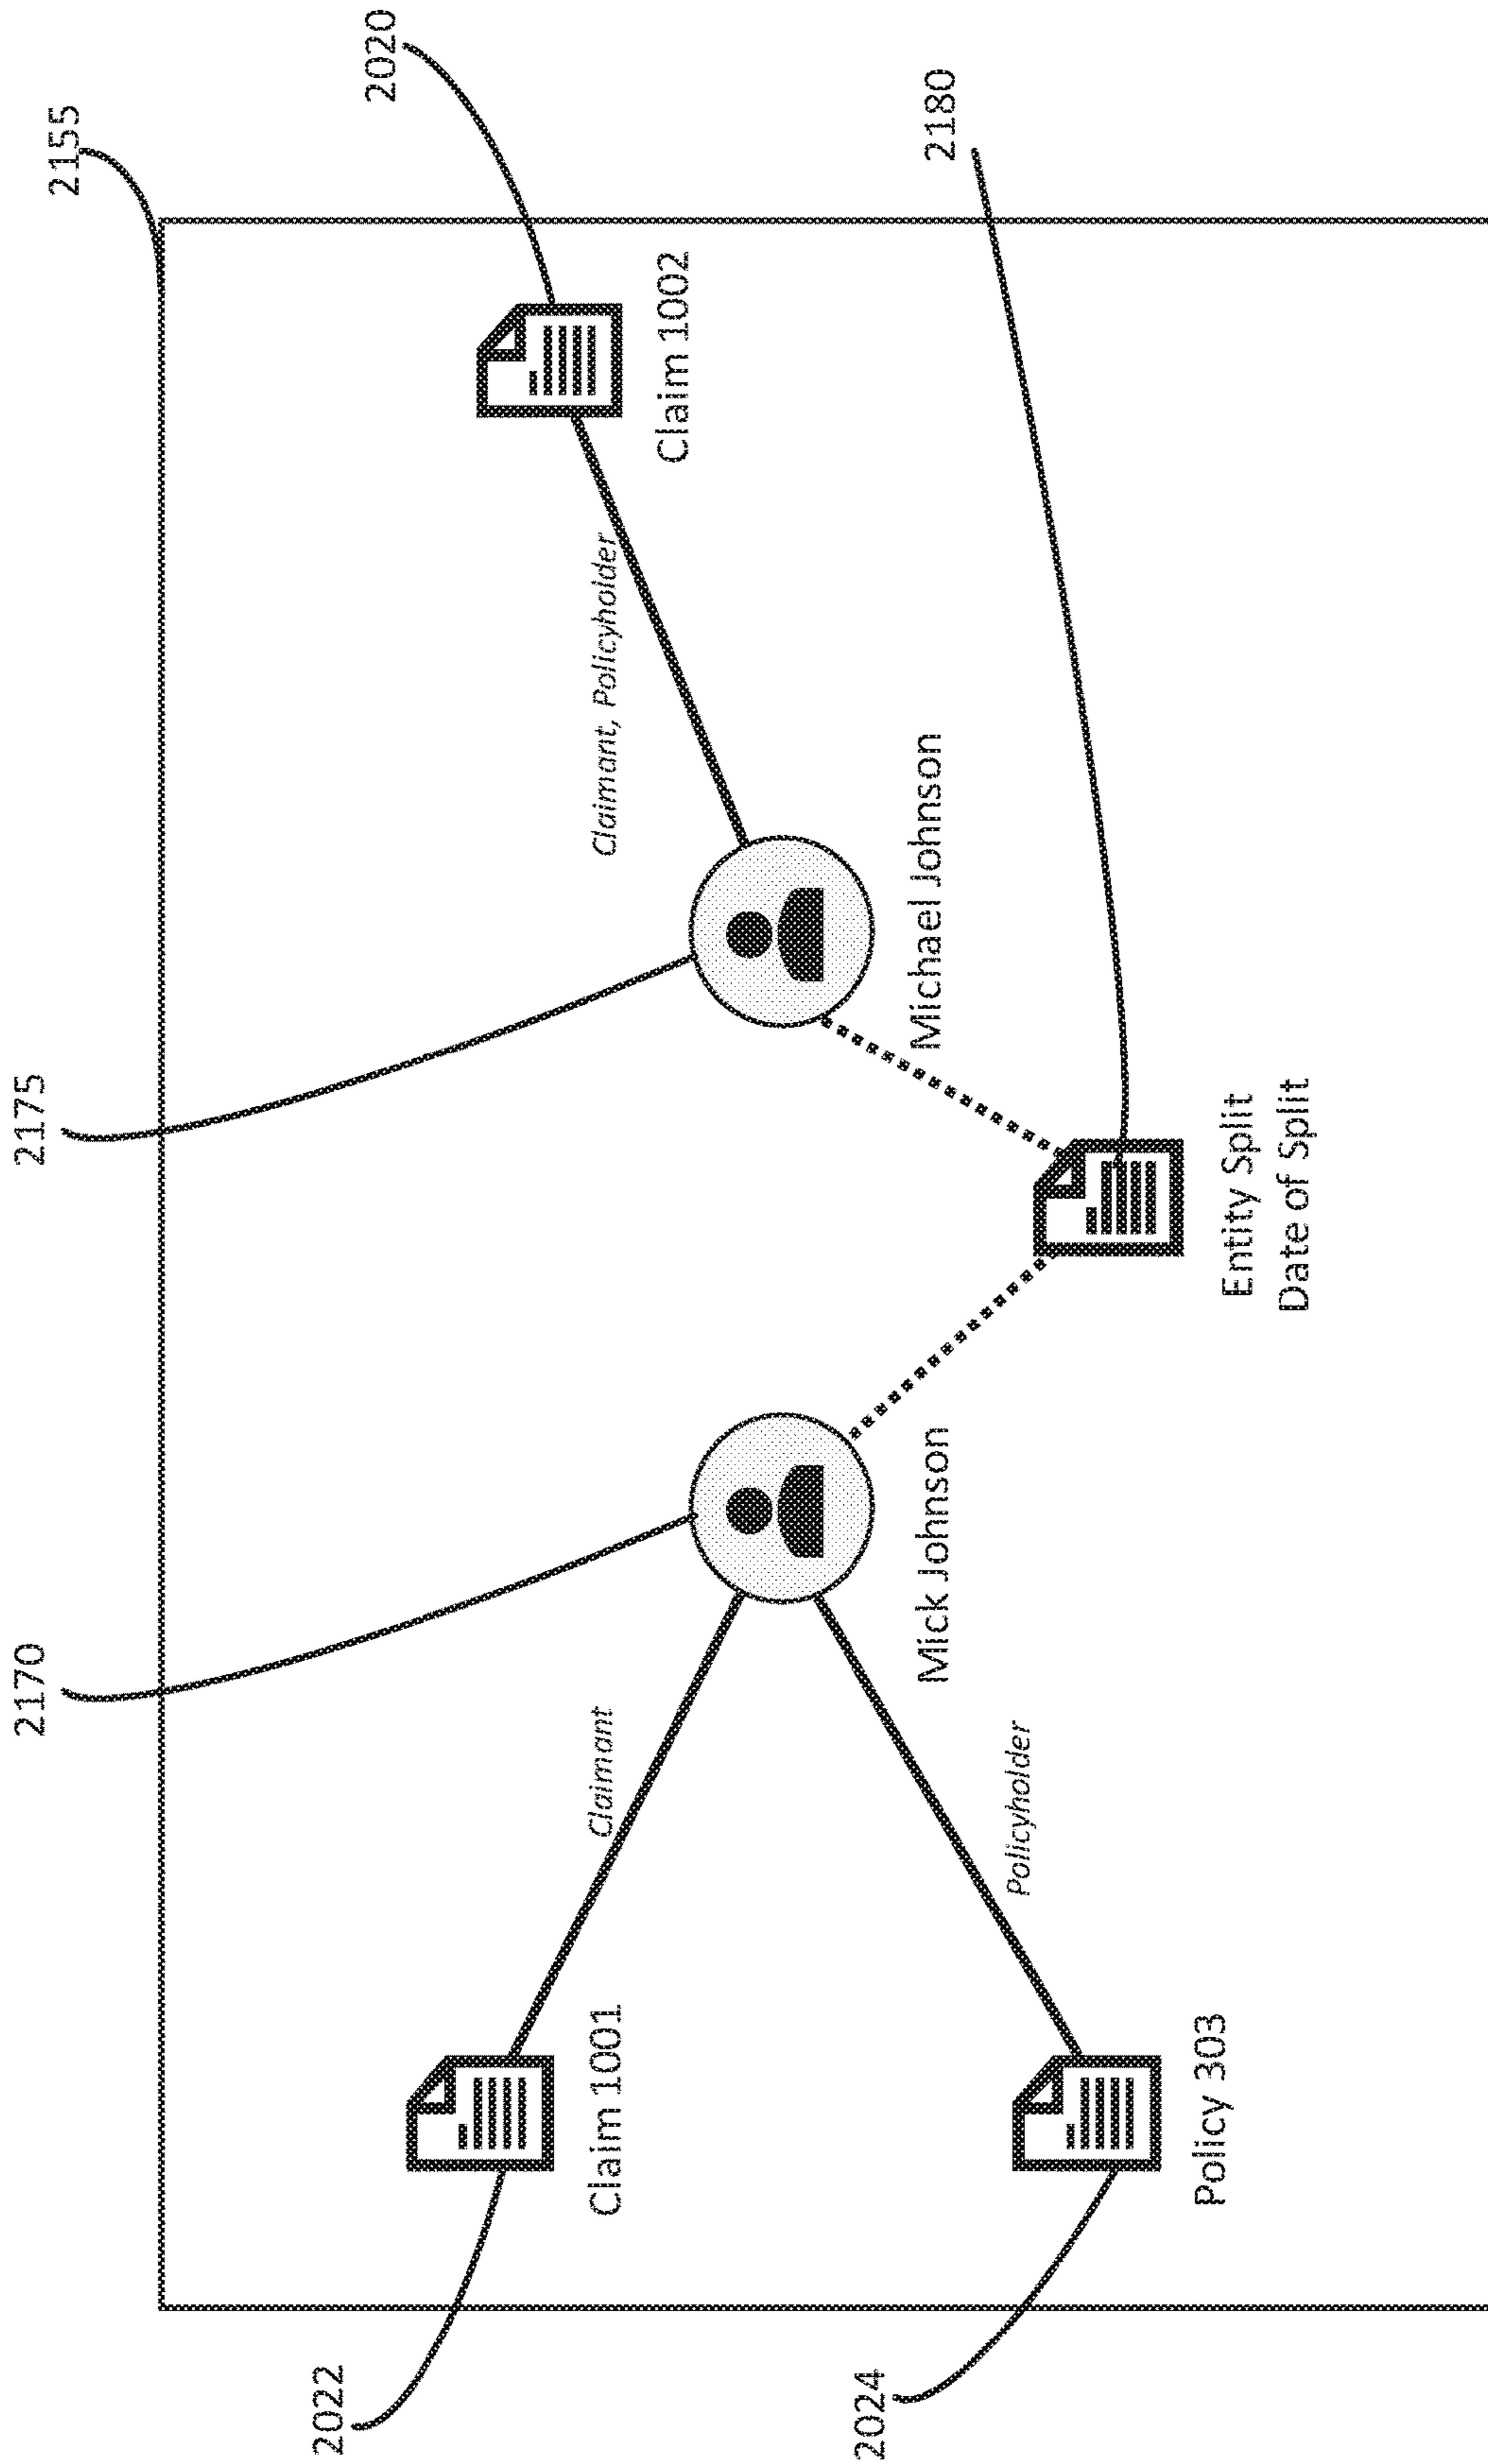 2155
2175
2170
2020
2022
Claimant, Policyholder
Claimant
Claim 1002
Claim 1001
2180
2024
Michael Johnson
Mick Johnson
Policyholder
Policy 303
Entity Split
Date of Split